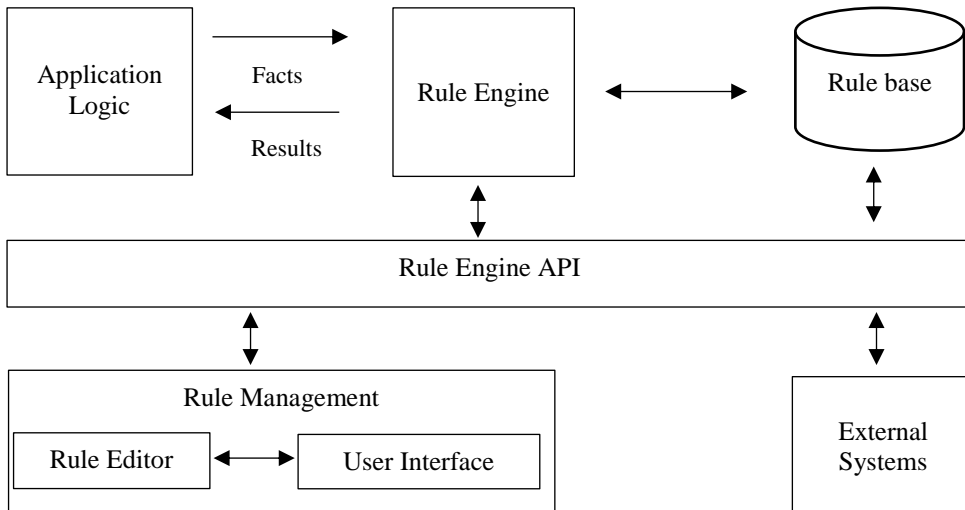 Application
Logic
Facts
Results
Rule Engine
Rule base
Rule Engine API
Rule Management
Rule Editor
User Interface
External
Systems